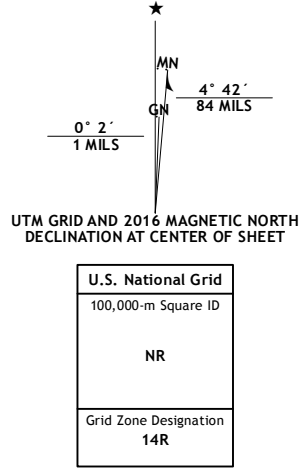 ★
MN
GN
4° 42´
84 MILS
0° 2´
1 MILS
UTM GRID AND 2016 MAGNETIC NORTH
DECLINATION AT CENTER OF SHEET
U.S. National Grid
100,000-m Square ID
NR
Grid Zone Designation
14R